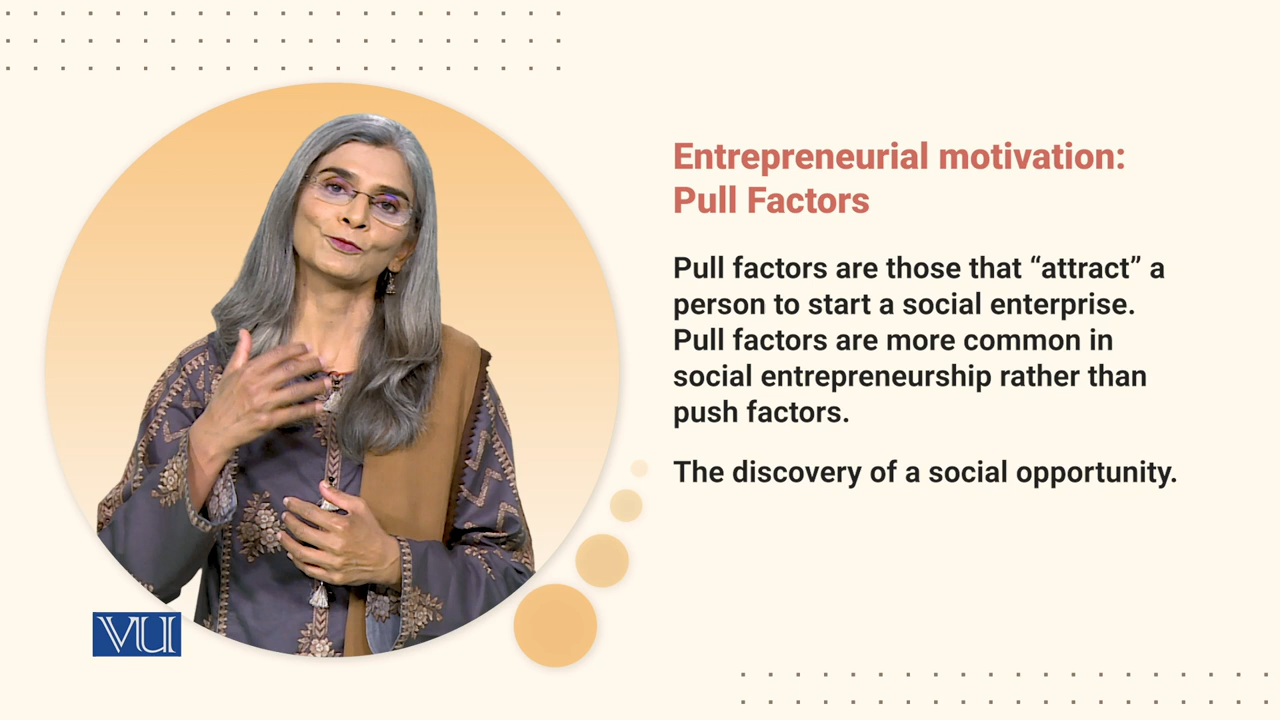 Entrepreneurial motivation:
Pull Factors
Pull factors are those that “attract” a
person to start a social enterprise.
Pull factors are more common in
social entrepreneurship rather than
push factors.
The discovery of a social opportunity.
VU